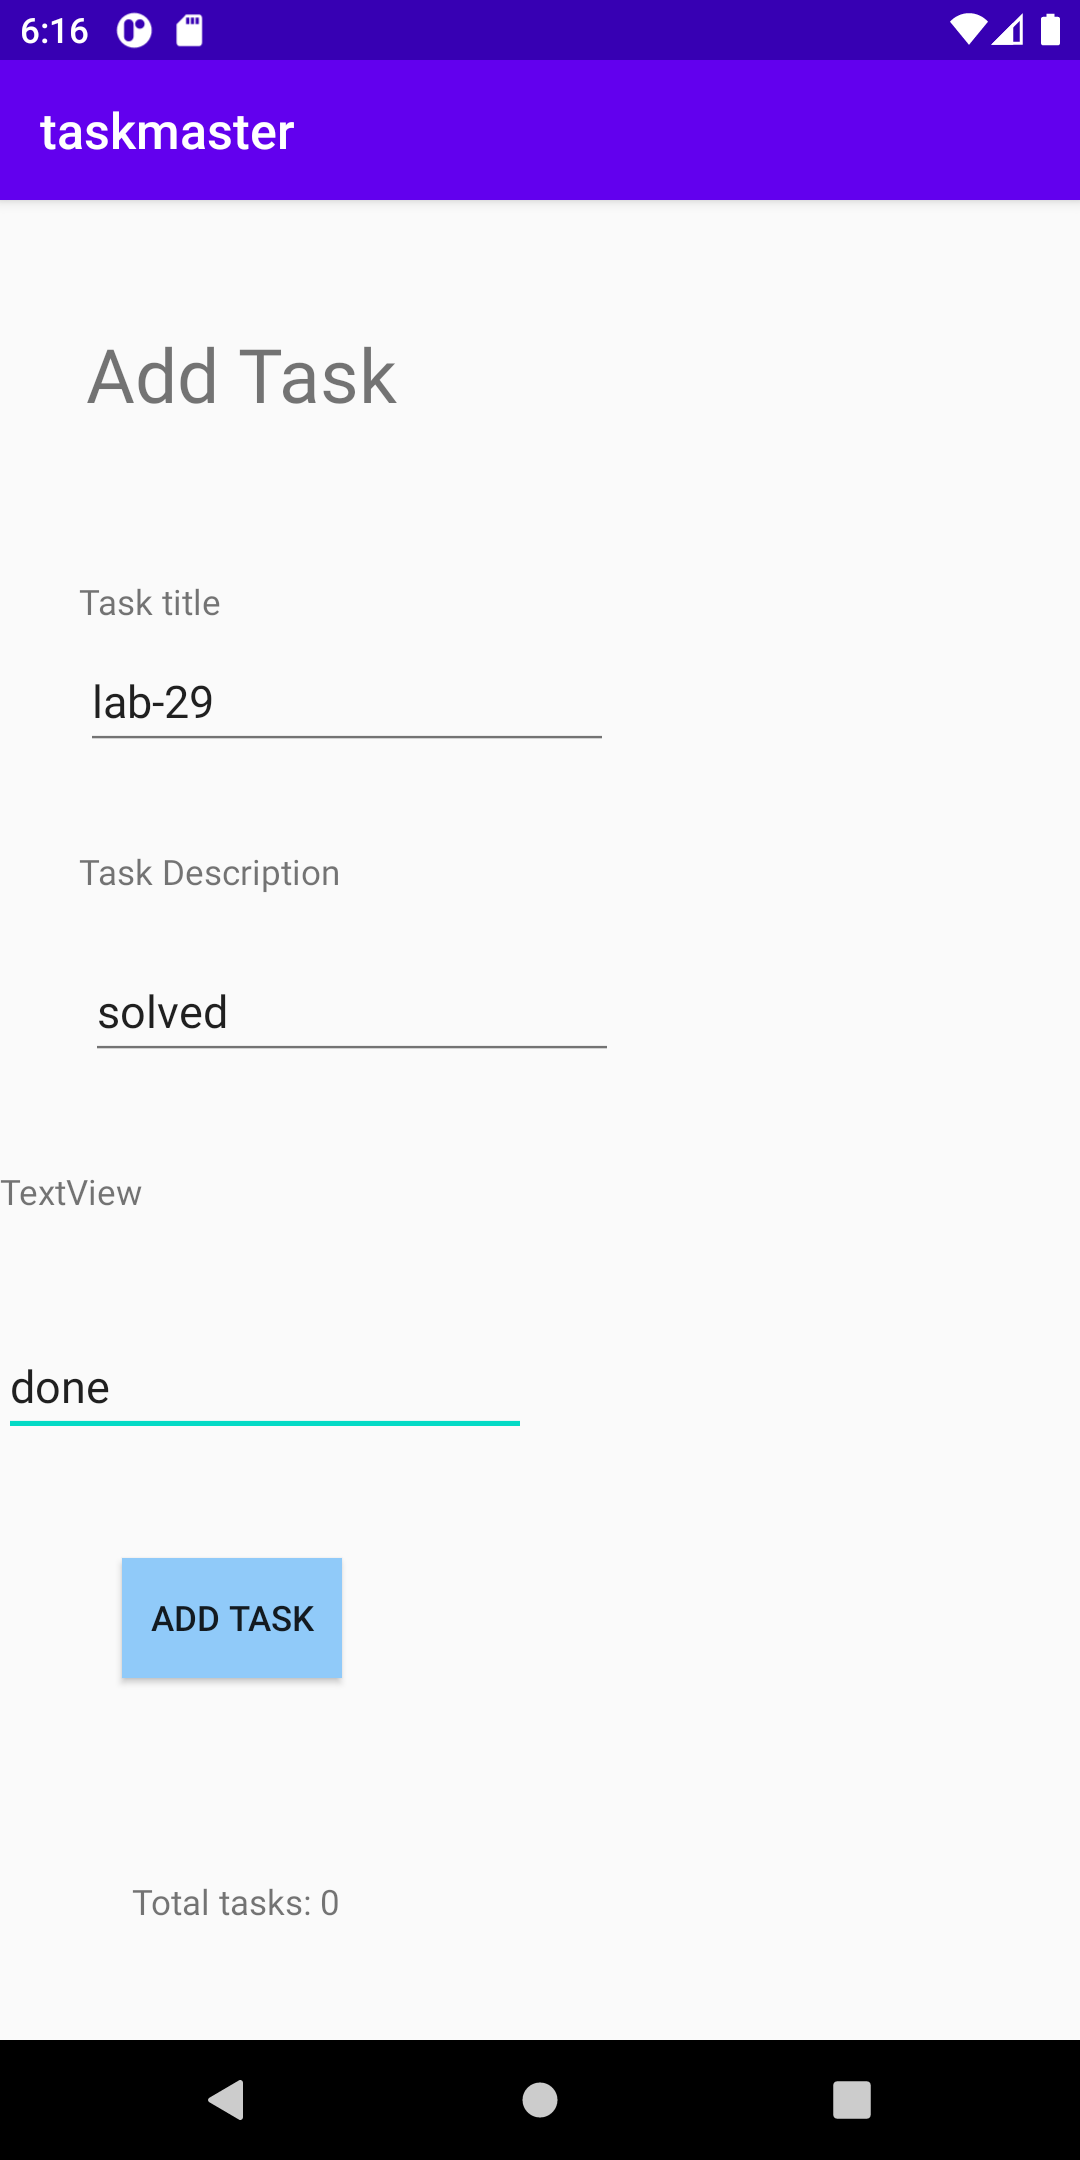 6:16
taskmaster
Add Task
Task title
lab-29
Task Description
solved
TextView
done
ADD TASK
Total tasks: 0